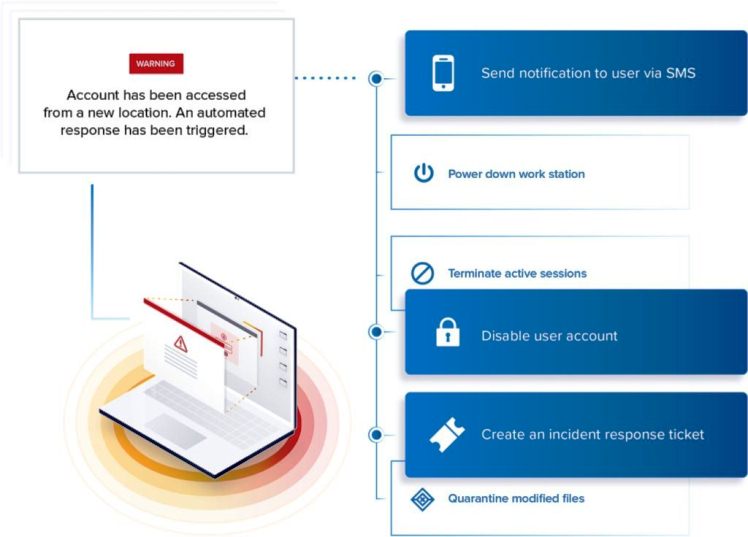 WARNING
Account has been accessed
from a new location. An automated
response has been triggered.
Send notification to user via SMS
Power down work station
Terminate active sessions
Disable user account
Create an incident response ticket
Quarantine modified files